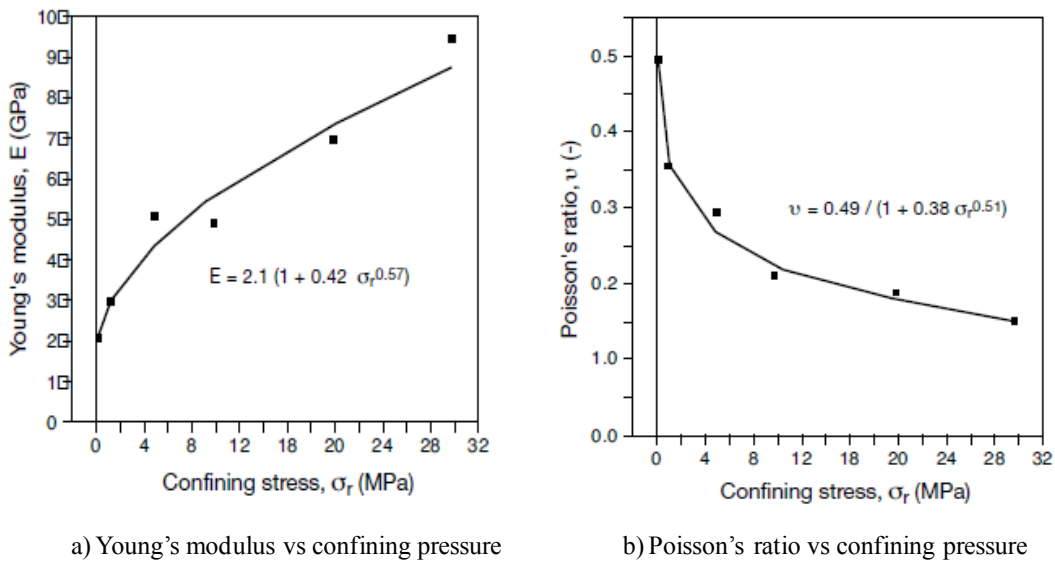 10
9
8
7
6
5
4
3
2
1
0
Young's modulus, E (GPa)
E = 2.1 (1 + 0.42 σr0.57)
0 4 8 12 16 20 24 28 32
Confining stress, σr (MPa)
a) Young's modulus vs confining pressure
0.5
0.4
0.3
0.2
1.0
0.0
Poisson's ratio, υ (-)
υ = 0.49 / (1 + 0.38 σr0.51)
0 4 8 12 16 20 24 28 32
Confining stress, σr (MPa)
b) Poisson's ratio vs confining pressure